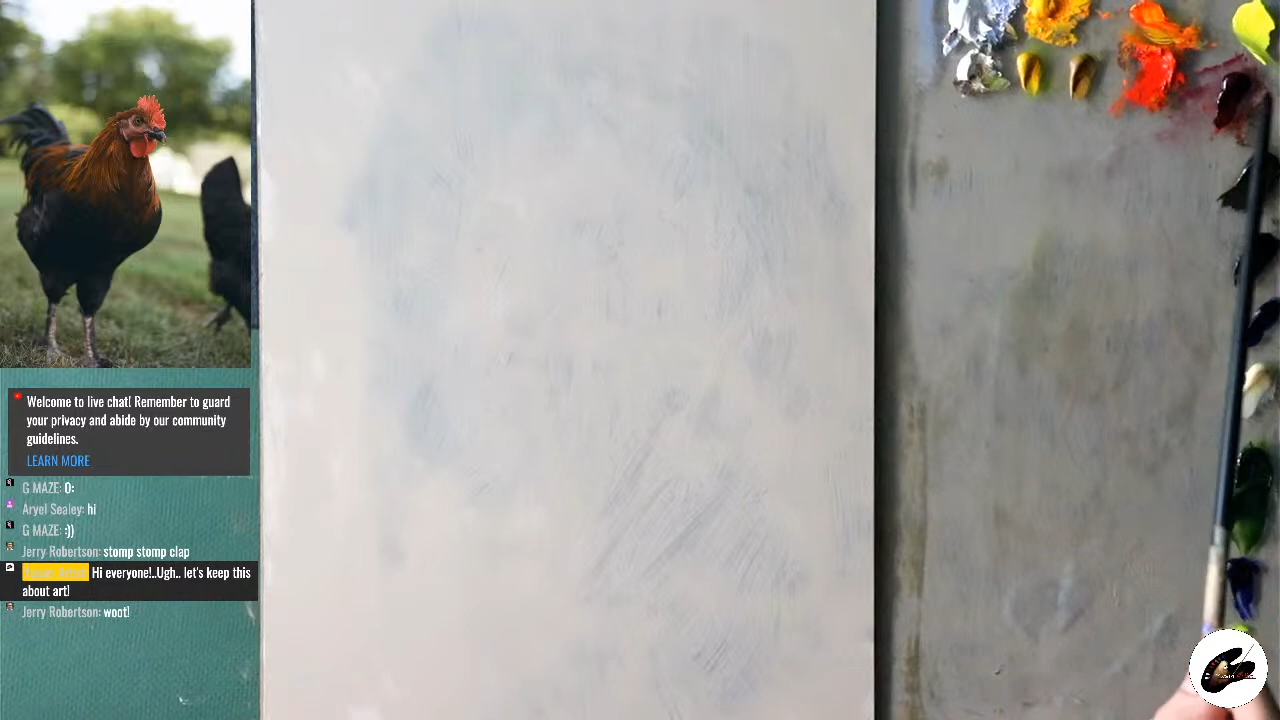 Welcome to live chat! Remember to guard
your privacy and abide by our community
guidelines.
LEARN MORE
G MAZE: O:
Aryel Sealey: hi
G MAZE: :))
Jerry Robertson: stomp stomp clap
Hi everyone!..Ugh.. let's keep this
about art!
Jerry Robertson: woot!